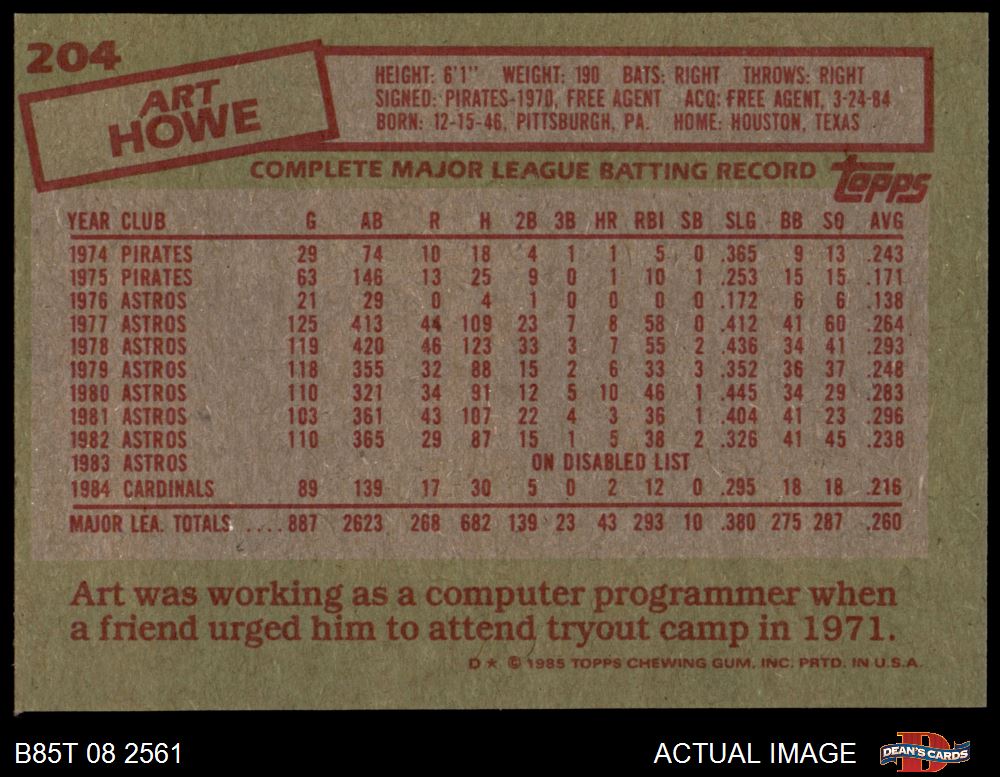 204
ART
HOWE
HEIGHT: 6'1" WEIGHT: 190 BATS: RIGHT THROWS: RIGHT
SIGNED: PIRATES-1970, FREE AGENT ACQ: FREE AGENT, 3-24-84
BORN: 12-15-46, PITTSBURGH, PA. HOME: HOUSTON, TEXAS
COMPLETE MAJOR LEAGUE BATTING RECORD topps
YEAR CLUB G AB R H 2B 3B HR RBI SB SLG BB SO AVG
1974 PIRATES 29 74 10 18 4 1 1 5 0 .365 9 13 .243
1975 PIRATES 63 146 13 25 9 0 1 10 1 .253 15 15 .171
1976 ASTROS 21 29 0 4 1 0 0 0 0 .172 6 6 .138
1977 ASTROS 125 413 44 109 23 7 8 58 0 .412 41 60 .264
1978 ASTROS 119 420 46 123 33 3 7 55 2 .436 34 41 .293
1979 ASTROS 118 355 32 88 15 2 6 33 3 .352 36 37 .248
1980 ASTROS 110 321 34 91 12 5 10 46 1 .445 34 29 .283
1981 ASTROS 103 361 43 107 22 4 3 36 1 .404 41 23 .296
1982 ASTROS 110 365 29 87 15 1 5 38 2 .326 41 45 .238
1983 ASTROS ON DISABLED LIST
1984 CARDINALS 89 139 17 30 5 0 2 12 0 .295 18 18 .216
MAJOR LEA. TOTALS ....887 2623 268 682 139 23 43 293 10 .380 275 287 .260
Art was working as a computer programmer when
a friend urged him to attend tryout camp in 1971.
D ★ © 1985 TOPPS CHEWING GUM, INC. PRTD. IN U.S.A.
B85T 08 2561 ACTUAL IMAGE D DEAN'S CARDS